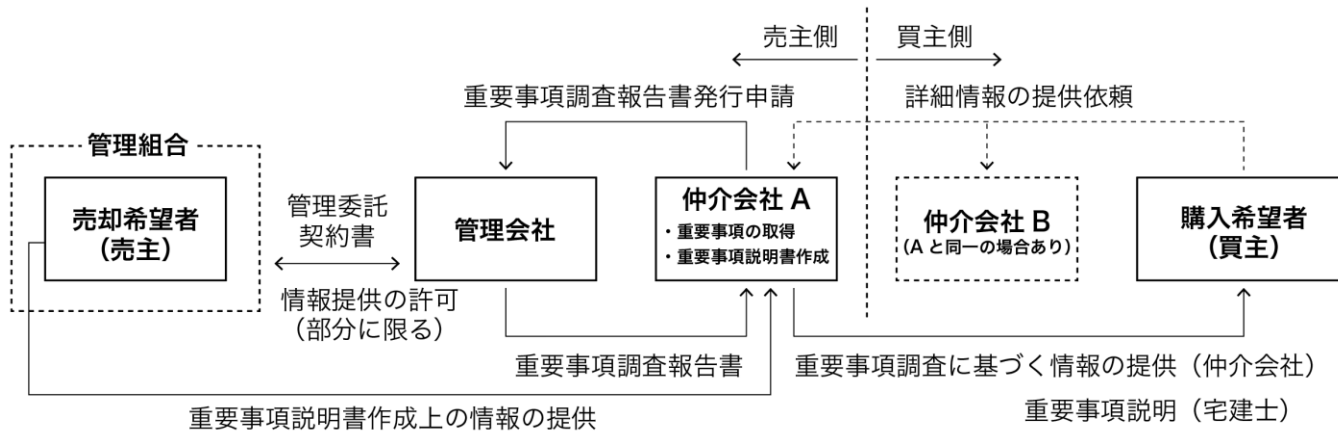 売主側
買主側
重要事項調査報告書発行申請
詳細情報の提供依頼
管理組合
売却希望者
(売主)
管理委託
契約書
情報提供の許可
（部分に限る）
管理会社
仲介会社 A
・重要事項の取得
・重要事項説明書作成
仲介会社 B
(A と同一の場合あり)
購入希望者
(買主)
重要事項調査報告書
重要事項調査に基づく情報の提供（仲介会社）
重要事項説明書作成上の情報の提供
重要事項説明（宅建士）